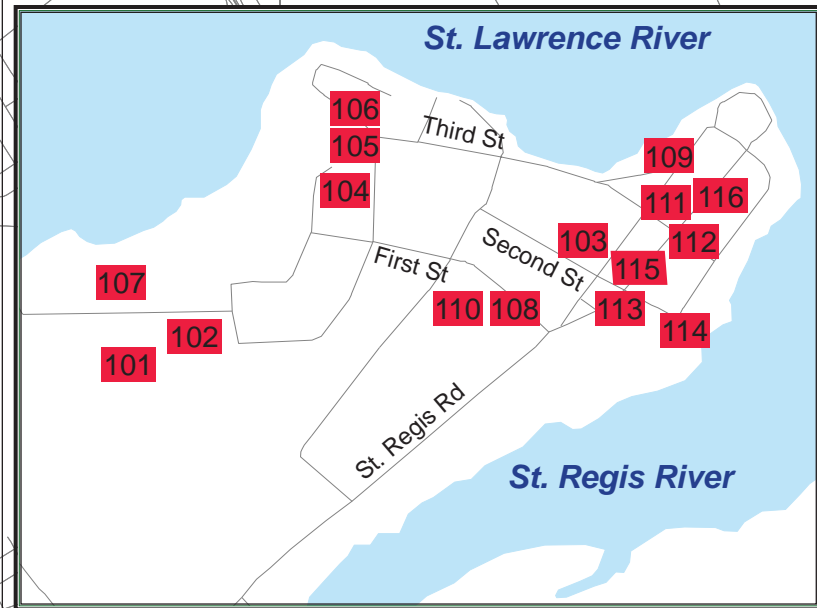 St. Lawrence River
106
Third St
105
109
104
111
116
103
112
Second St
First St
115
107
110
108
113
114
102
101
St. Regis Rd
St. Regis River